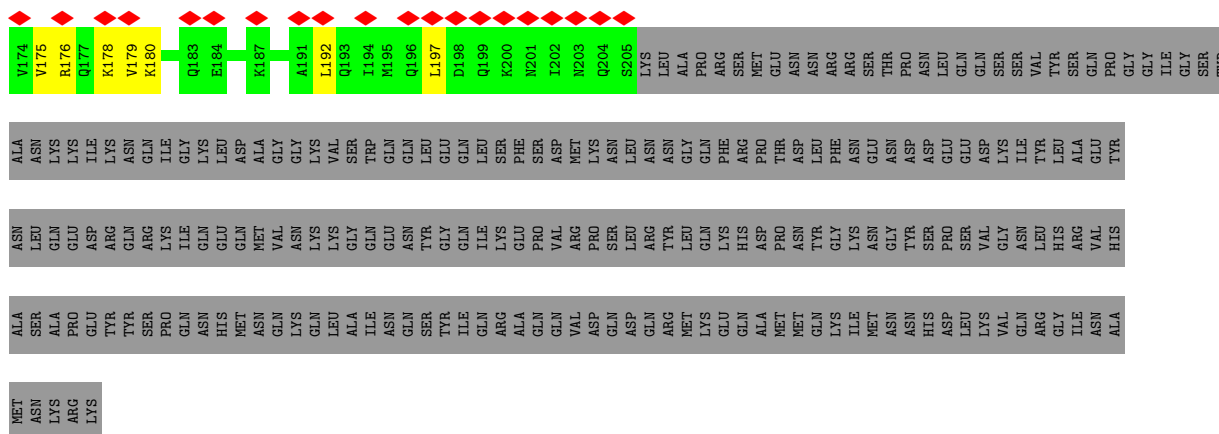 V174 V175 R176 Q177 K178 V179 K180 Q183 E184 K187 A191 L192 Q193 I194 M195 Q196 L197 D198 Q199 K200 N201 I202 N203 Q204 S205 LYS LEU ALA PRO ARG SER MET GLU ASN ASN ARG ARG SER THR PRO ASN LEU GLN GLN SER SER VAL TYR SER GLN PRO GLY GLY ILE GLY SER
ALA ASN LYS LYS ILE LYS ASN GLN ILE GLY LYS LEU ASP ALA GLY GLY LYS VAL SER TRP GLN GLN LEU GLU GLN LEU SER PHE SER ASP MET LYS ASN LEU ASN ASN GLY GLN PHE ARG PRO THR ASP LEU PHE ASN GLU ASN ASP ASP GLU GLU ASP LYS ILE TYR LEU ALA GLU TYR
ASN LEU GLN GLU ASP ARG GLN ARG LYS ILE GLN GLU GLN MET VAL ASN LYS LYS GLY GLN GLU ASN TYR GLY GLN ILE LYS GLU PRO VAL ARG PRO SER LEU ARG TYR LEU GLN LYS HIS ASP PRO ASN TYR GLY LYS ASN GLY TYR SER PRO SER VAL GLY ASN LEU HIS ARG VAL HIS
ALA SER ALA PRO GLU TYR TYR SER PRO GLN ASN HIS MET ASN GLN LYS GLN LEU ALA ILE ASN GLN SER TYR ILE GLN ARG ALA GLN GLN VAL ASP GLN ASP GLN ARG MET LYS GLU GLN ALA MET MET GLN LYS ILE MET ASN ASN HIS ASP LEU LYS VAL GLN ARG GLY ILE ASN ALA
MET ASN LYS ARG LYS